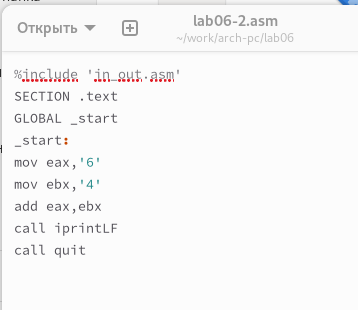 Открыть
lab06-2.asm
~/work/arch-pc/lab06
%include 'in_out.asm'
SECTION .text
GLOBAL _start
_start:
mov eax,'6'
mov ebx,'4'
add eax,ebx
call iprintLF
call quit